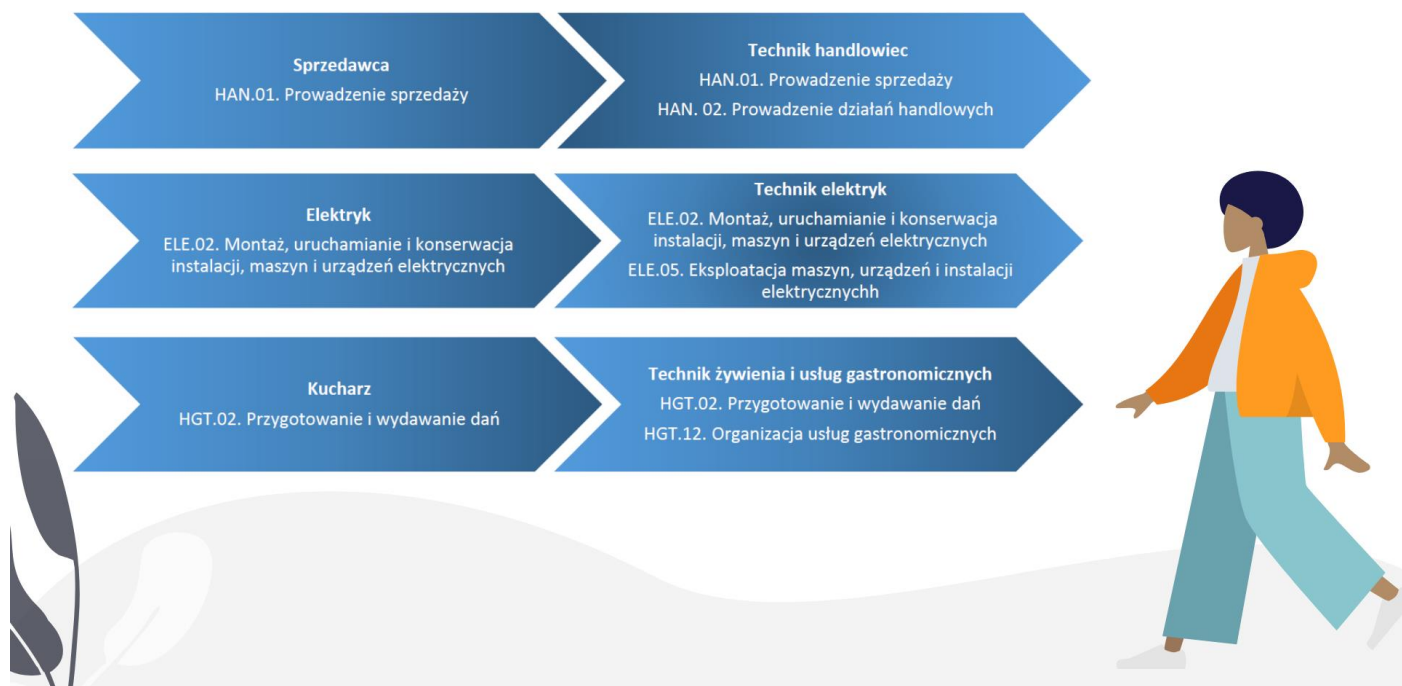 Sprzedawca
HAN.01. Prowadzenie sprzedaży
Technik handlowiec
HAN.01. Prowadzenie sprzedaży
HAN. 02. Prowadzenie działań handlowych
Elektryk
ELE.02. Montaż, uruchamianie i konserwacja
instalacji, maszyn i urządzeń elektrycznych
Technik elektryk
ELE.02. Montaż, uruchamianie i konserwacja
instalacji, maszyn i urządzeń elektrycznych
ELE.05. Eksploatacja maszyn, urządzeń i instalacji
elektrycznychh
Kucharz
HGT.02. Przygotowanie i wydawanie dań
Technik żywienia i usług gastronomicznych
HGT.02. Przygotowanie i wydawanie dań
HGT.12. Organizacja usług gastronomicznych